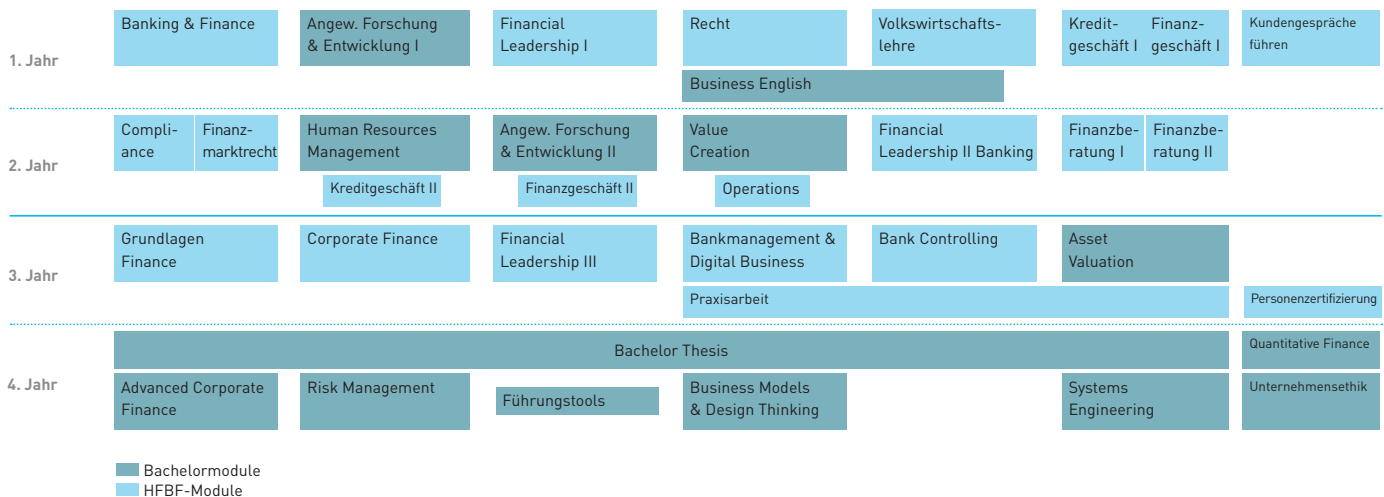 1. Jahr
Banking & Finance
Angew. Forschung
& Entwicklung I
Financial
Leadership I
Recht
Volkswirtschafts-
lehre
Kredit-
geschäft I
Finanz-
geschäft I
Kundengespräche
führen
Business English
2. Jahr
Compli-
ance
Finanz-
marktrecht
Human Resources
Management
Angew. Forschung
& Entwicklung II
Value
Creation
Financial
Leadership II Banking
Finanzbe-
ratung I
Finanzbe-
ratung II
Kreditgeschäft II
Finanzgeschäft II
Operations
3. Jahr
Grundlagen
Finance
Corporate Finance
Financial
Leadership III
Bankmanagement &
Digital Business
Bank Controlling
Asset
Valuation
Praxisarbeit
Personenzertifizierung
4. Jahr
Bachelor Thesis
Quantitative Finance
Advanced Corporate
Finance
Risk Management
Führungstools
Business Models
& Design Thinking
Systems
Engineering
Unternehmensethik
Bachelormodule
HFBF-Module